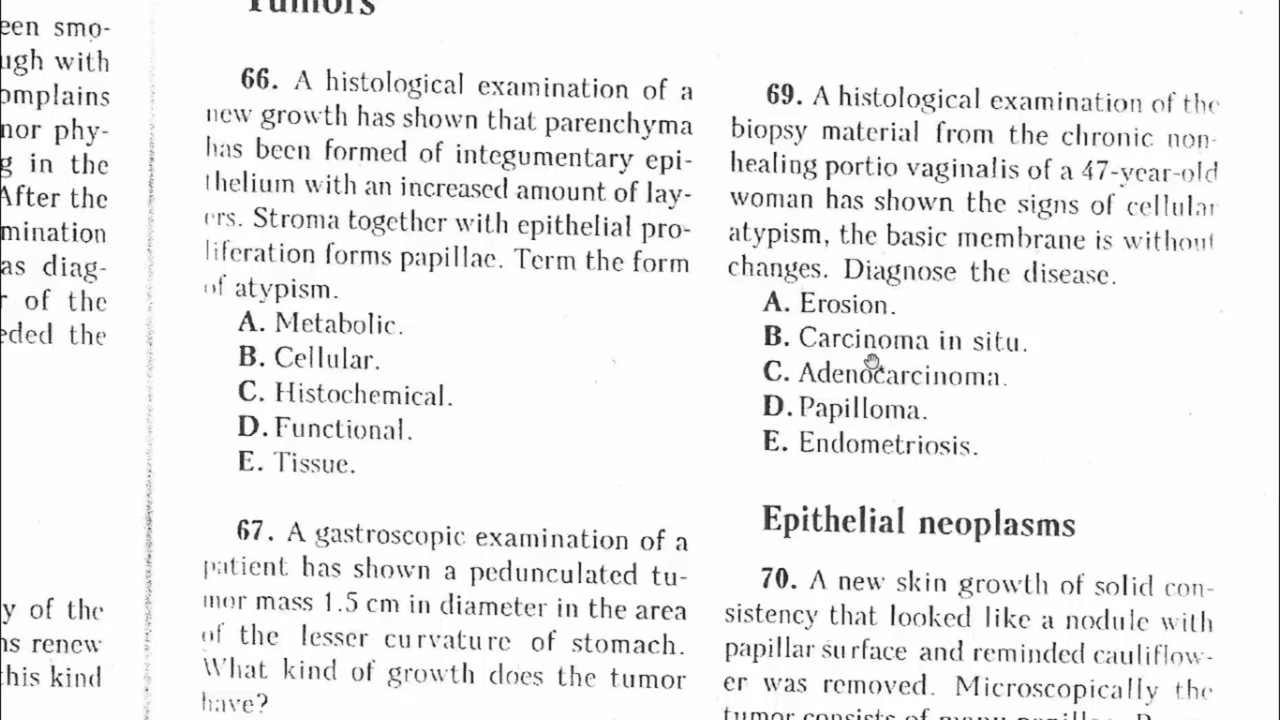 een smo-
ugh with
omplains
nor phy-
g in the
After the
mination
as diag-
r of the
eded the
y of the
ns renew
this kind
Tumors
66. A histological examination of a
new growth has shown that parenchyma
has been formed of integumentary epi-
thelium with an increased amount of lay-
ers. Stroma together with epithelial pro-
liferation forms papillae. Term the form
of atypism.
A. Metabolic.
B. Cellular.
C. Histochemical.
D. Functional.
E. Tissue.
67. A gastroscopic examination of a
patient has shown a pedunculated tu-
mor mass 1.5 cm in diameter in the area
of the lesser curvature of stomach.
What kind of growth does the tumor
have?
69. A histological examination of the
biopsy material from the chronic non-
healing portio vaginalis of a 47-year-old
woman has shown the signs of cellular
atypism, the basic membrane is without
changes. Diagnose the disease.
A. Erosion.
B. Carcinoma in situ.
C. Adenocarcinoma.
D. Papilloma.
E. Endometriosis.
Epithelial neoplasms
70. A new skin growth of solid con-
sistency that looked like a nodule with
papillar surface and reminded cauliflow-
er was removed. Microscopically the
tumor consists of many papillae.